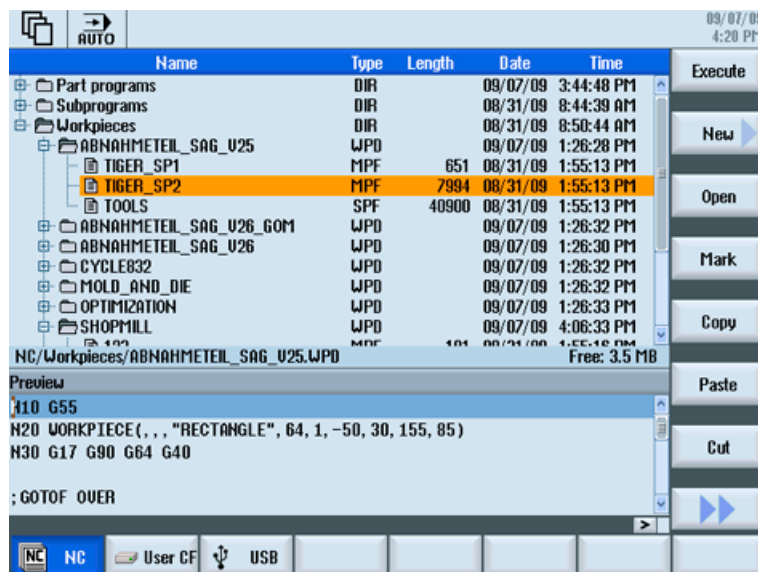 AUTO
09/07/09
4:20 PM
Name Type Length Date Time
Part programs DIR 09/07/09 3:44:48 PM
Subprograms DIR 08/31/09 8:44:39 AM
Workpieces DIR 08/31/09 8:50:44 AM
ABNAHMETEIL_SAG_V25 WPD 09/07/09 1:26:28 PM
TIGER_SP1 MPF 651 08/31/09 1:55:13 PM
TIGER_SP2 MPF 7994 08/31/09 1:55:13 PM
TOOLS SPF 40900 08/31/09 1:55:13 PM
ABNAHMETEIL_SAG_V26_GOM WPD 09/07/09 1:26:32 PM
ABNAHMETEIL_SAG_V26 WPD 09/07/09 1:26:30 PM
CYCLE832 WPD 09/07/09 1:26:32 PM
MOLD_AND_DIE WPD 09/07/09 1:26:32 PM
OPTIMIZATION WPD 09/07/09 1:26:33 PM
SHOPMILL WPD 09/07/09 4:06:33 PM
NC/Workpieces/ABNAHMETEIL_SAG_V25.WPD Free: 3.5 MB
Preview
N10 G55
N20 WORKPIECE(,,,"RECTANGLE", 64, 1, -50, 30, 155, 85)
N30 G17 G90 G64 G40
;GOTOF OVER
Execute
New
Open
Mark
Copy
Paste
Cut
NC NC User CF USB